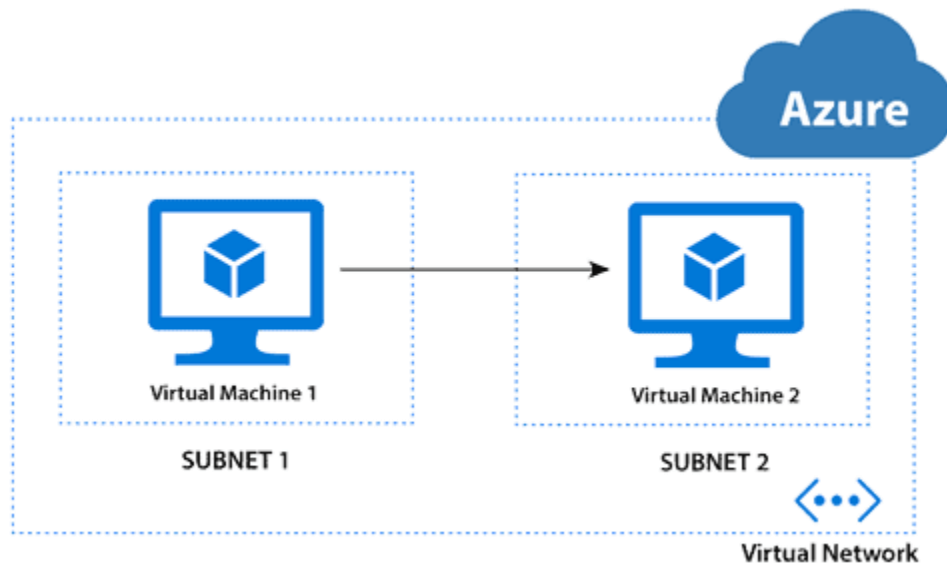 Azure
Virtual Machine 1
Virtual Machine 2
SUBNET 1
SUBNET 2
Virtual Network